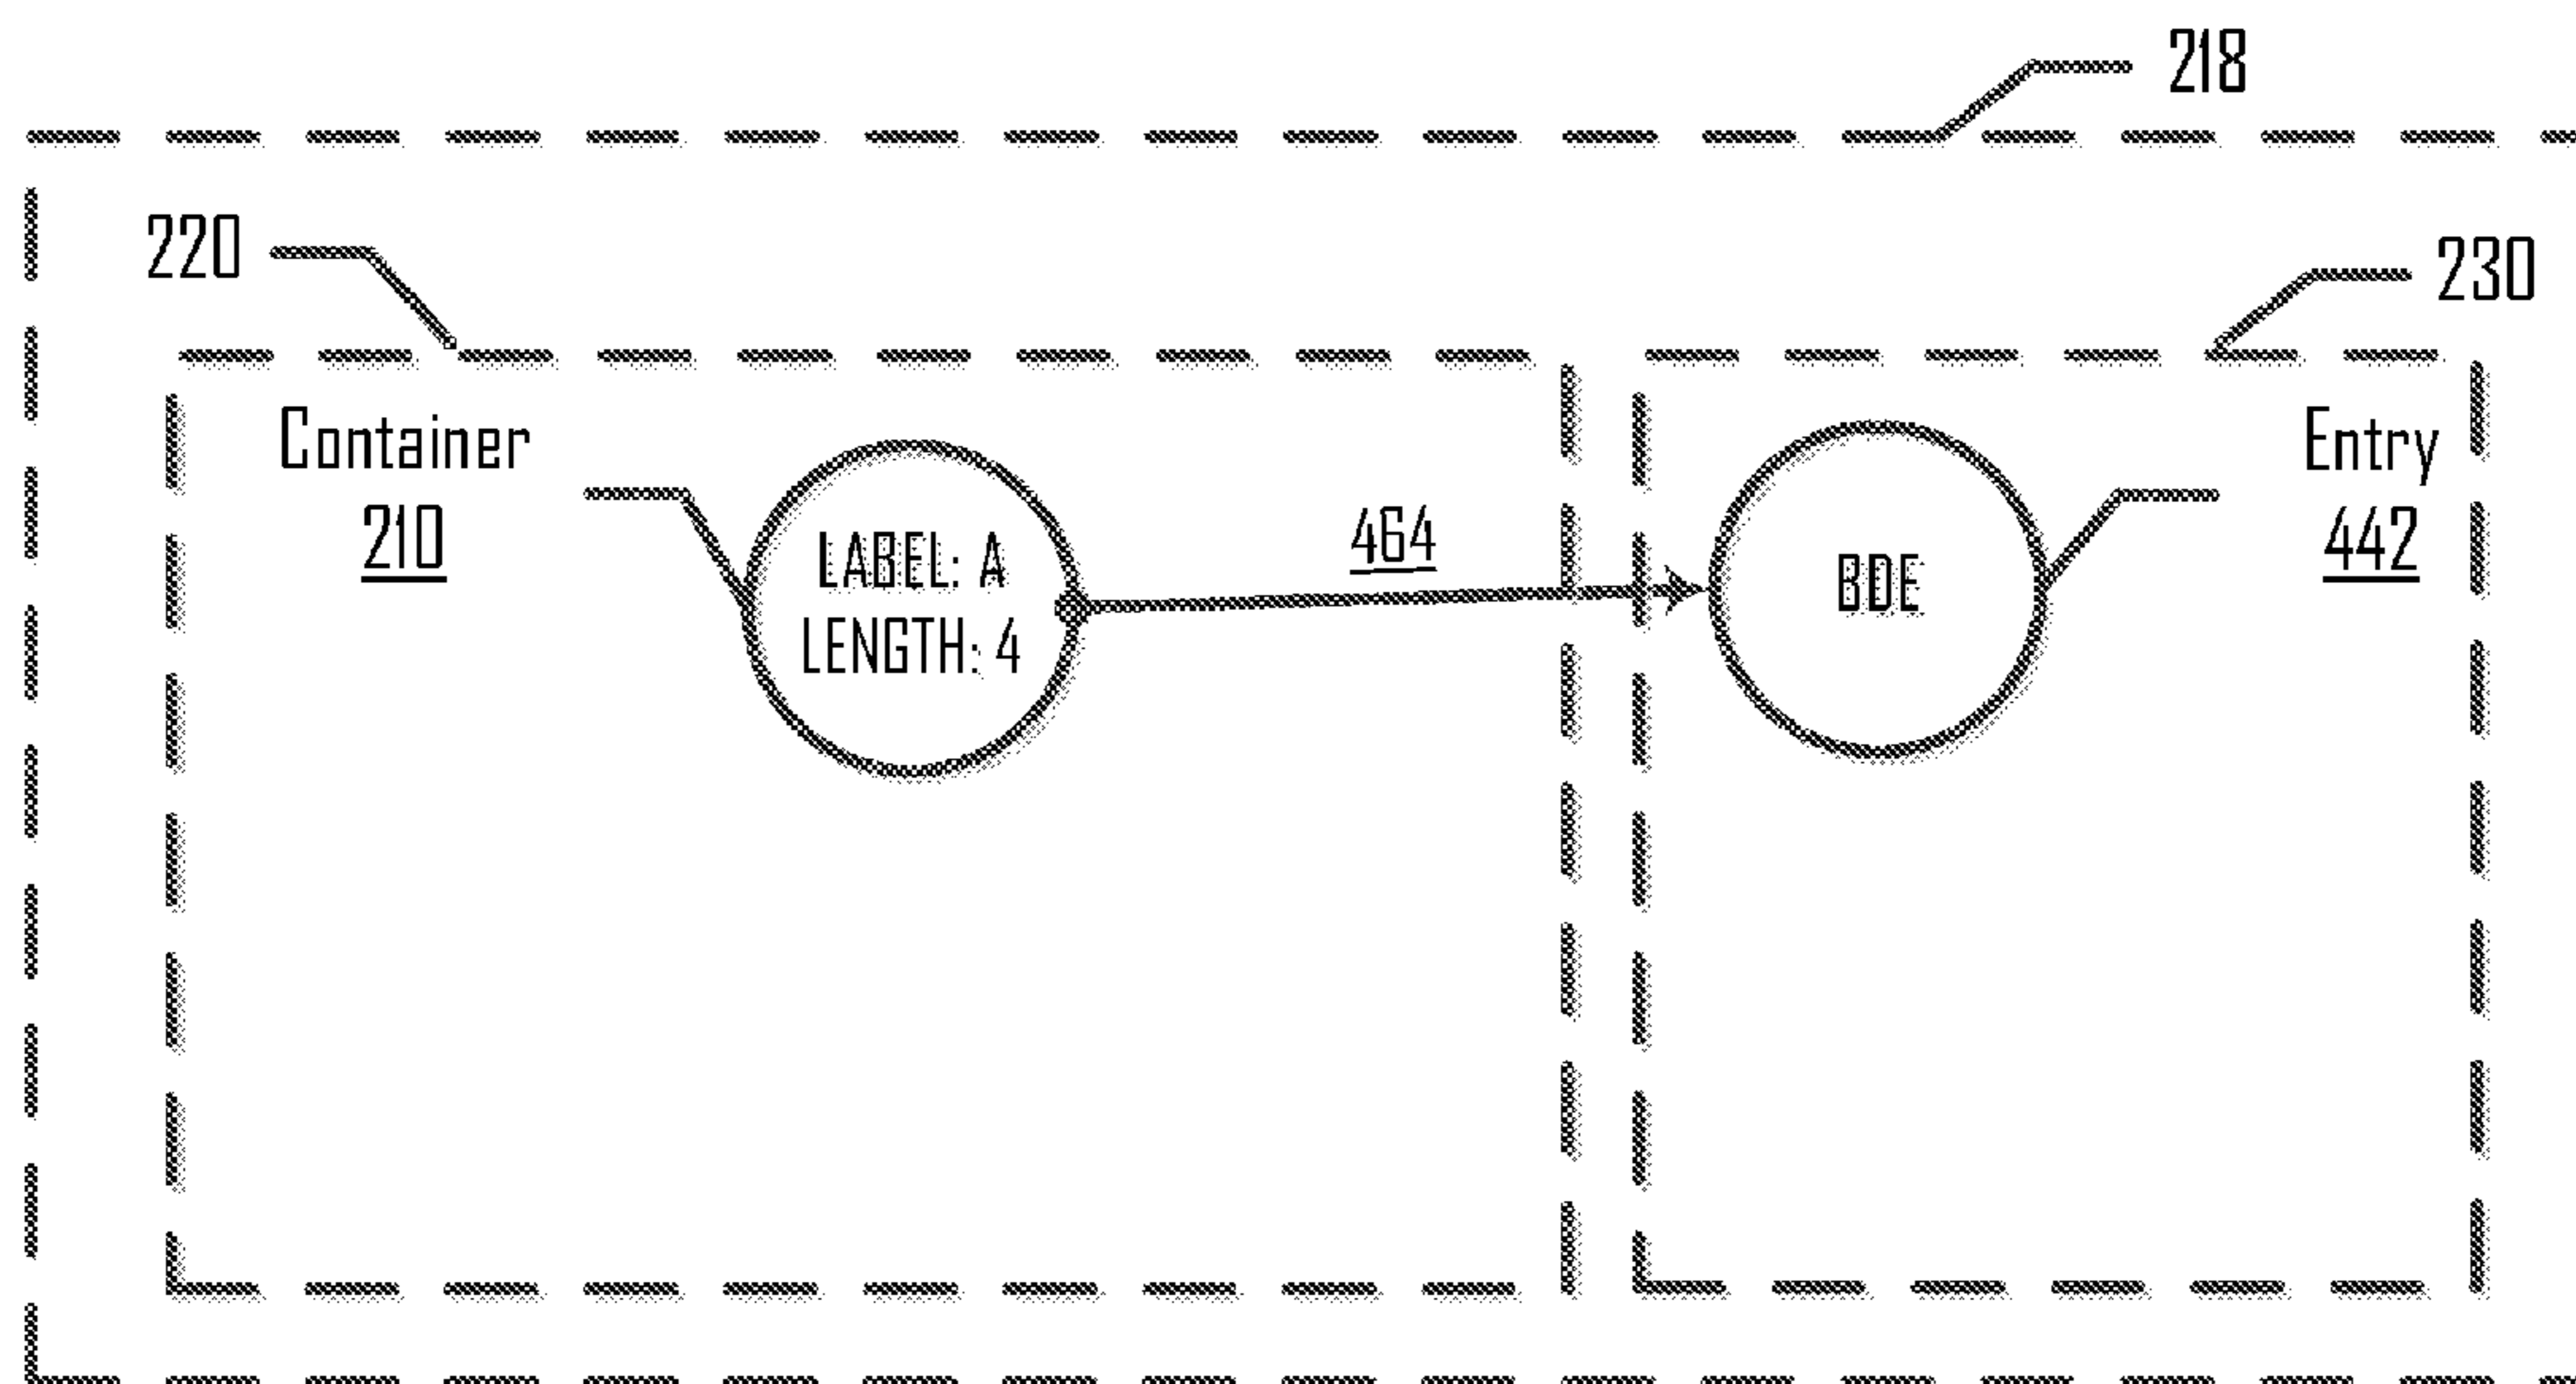 218
220
230
Container
210
Entry
442
LABEL: A
LENGTH: 4
464
BDE